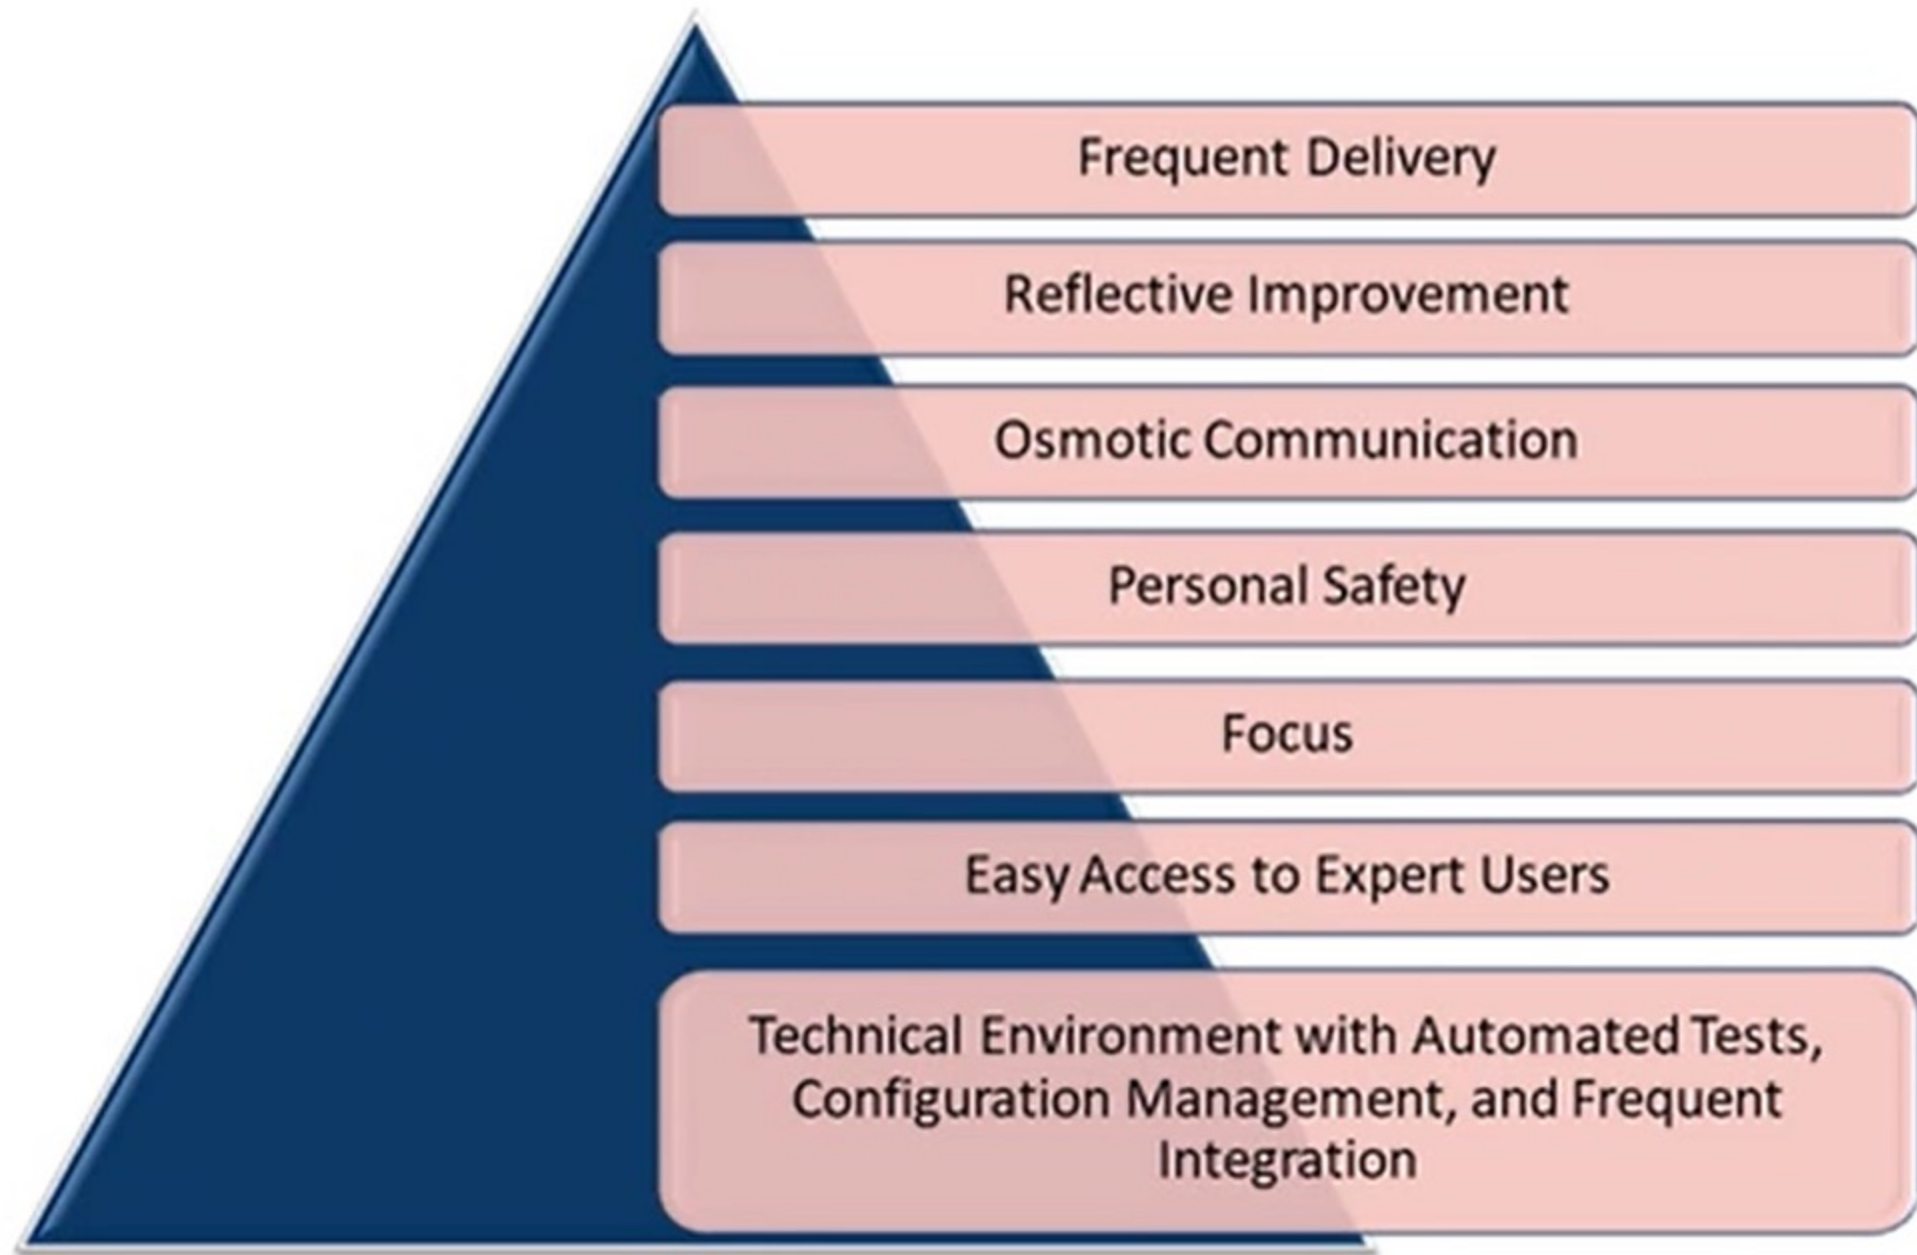 Frequent Delivery
Reflective Improvement
Osmotic Communication
Personal Safety
Focus
Easy Access to Expert Users
Technical Environment with Automated Tests,
Configuration Management, and Frequent
Integration